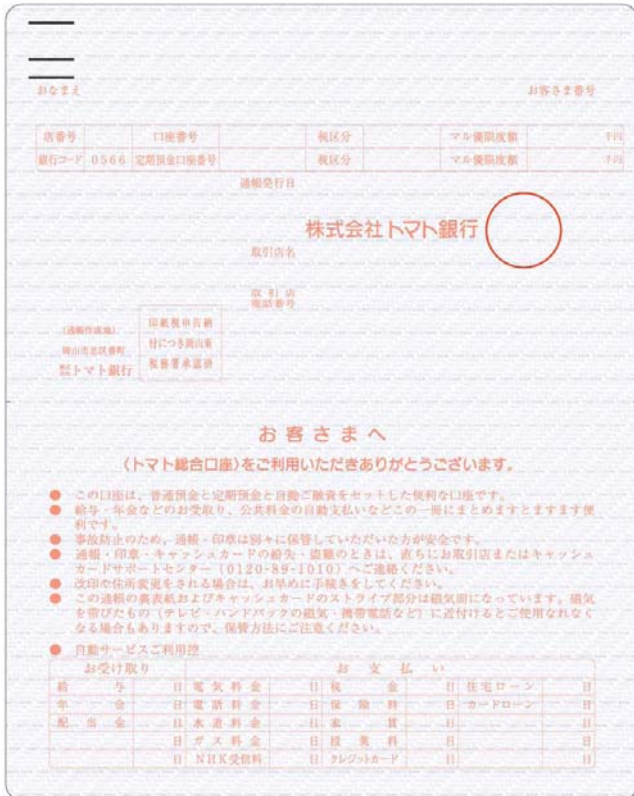 おなまえ お客さま番号
店番号 口座番号 税区分 マル優限度額 千円
銀行コード 0566 定期預金口座番号 税区分 マル優限度額 千円
通帳発行日
株式会社トマト銀行
取引店名
取引店
電話番号
印紙税申告納
付につき岡山東
税務署承認済
(通帳作成地)
岡山市北区番町
株式会社トマト銀行
お客さまへ
〈トマト総合口座〉をご利用いただきありがとうございます。
● この口座は、普通預金と定期預金と自動ご融資をセットした便利な口座です。
● 給与・年金などのお受取り、公共料金の自動支払いなどこの一冊にまとめますとますます便
利です。
● 事故防止のため、通帳・印章は別々に保管していただいた方が安全です。
● 通帳・印章・キャッシュカードの紛失・盗難のときは、直ちにお取引店またはキャッシュ
カードサポートセンター(0120-89-1010)へご連絡ください。
● 改印や住所変更をされる場合は、お早めに手続きをしてください。
● この通帳の裏表紙およびキャッシュカードのストライプ部分は磁気面になっています。磁気
を帯びたもの(テレビ・ハンドバックの磁気・携帯電話など)に近付けるとご使用なれなく
なる場合もありますので、保管方法にご注意ください。
● 自動サービスご利用控
お受け取り お支払い
給与 日 電気料金 日 税金 日 住宅ローン 日
年金 日 電話料金 日 保険料 日 カードローン 日
配当金 日 水道料金 日 家賃 日 日
日 ガス料金 日 授業料 日 日
日 NHK受信料 日 クレジットカード 日 日